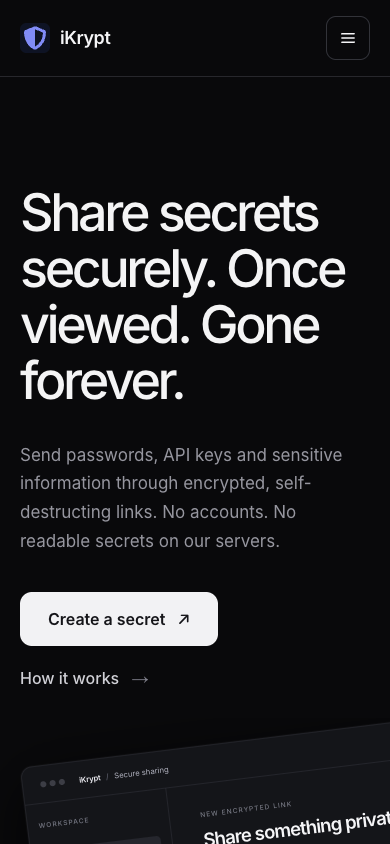 iKrypt
Share secrets
securely. Once
viewed. Gone
forever.
Send passwords, API keys and sensitive
information through encrypted, self-
destructing links. No accounts. No
readable secrets on our servers.
Create a secret
How it works
iKrypt / Secure sharing
WORKSPACE
NEW ENCRYPTED LINK
Share something privat